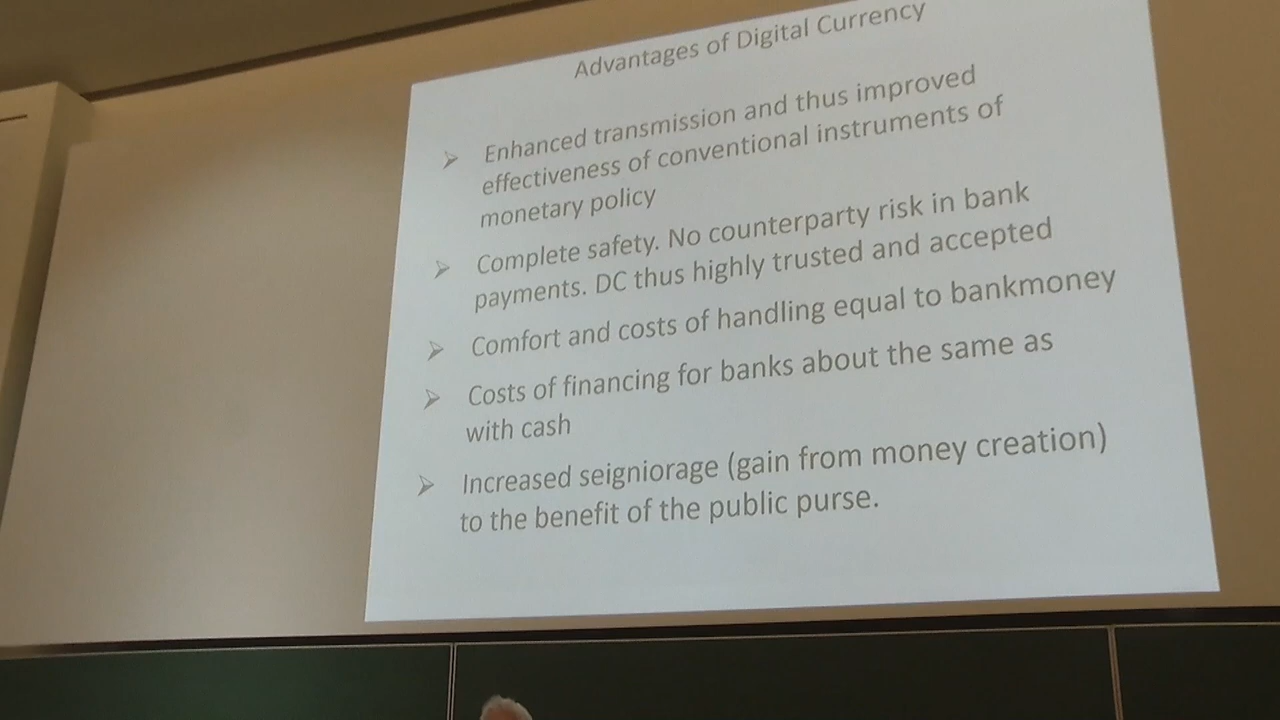 Advantages of Digital Currency
➢ Enhanced transmission and thus improved
effectiveness of conventional instruments of
monetary policy
➢ Complete safety. No counterparty risk in bank
payments. DC thus highly trusted and accepted
➢ Comfort and costs of handling equal to bankmoney
➢ Costs of financing for banks about the same as
with cash
➢ Increased seigniorage (gain from money creation)
to the benefit of the public purse.